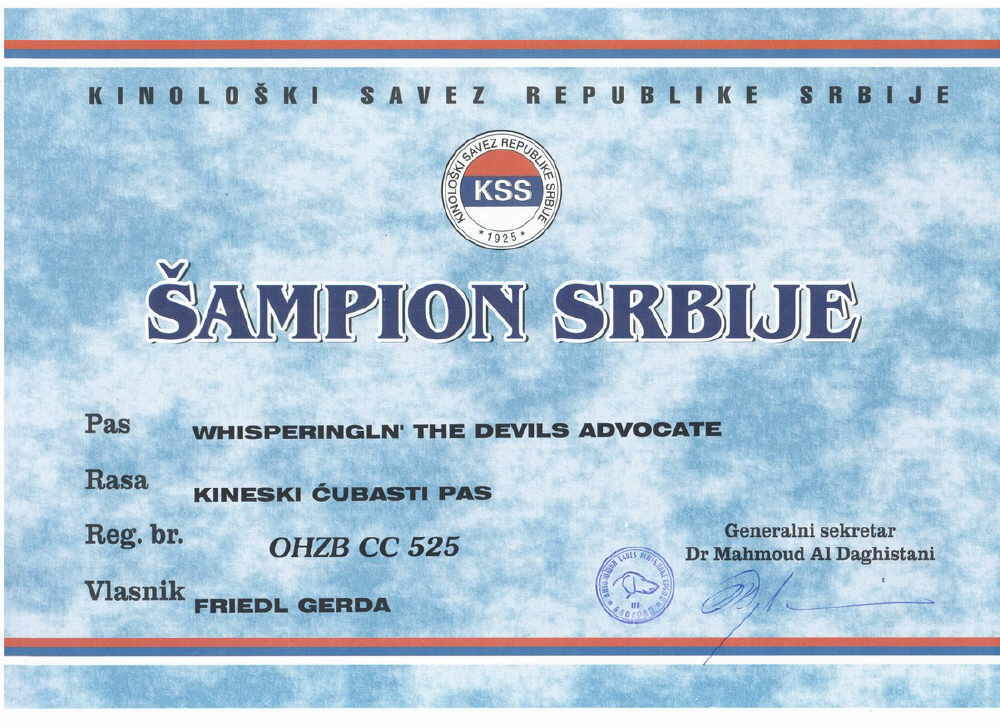 KINOLOŠKI SAVEZ REPUBLIKE SRBIJE
KINOLOŠKI SAVEZ REPUBLIKE SRBIJE
KSS
* 1925 *
ŠAMPION SRBIJE
Pas WHISPERINGLN' THE DEVILS ADVOCATE
Rasa KINESKI ĆUBASTI PAS
Reg. br. OHZB CC 525
Vlasnik FRIEDL GERDA
Generalni sekretar
Dr Mahmoud Al Daghistani
III